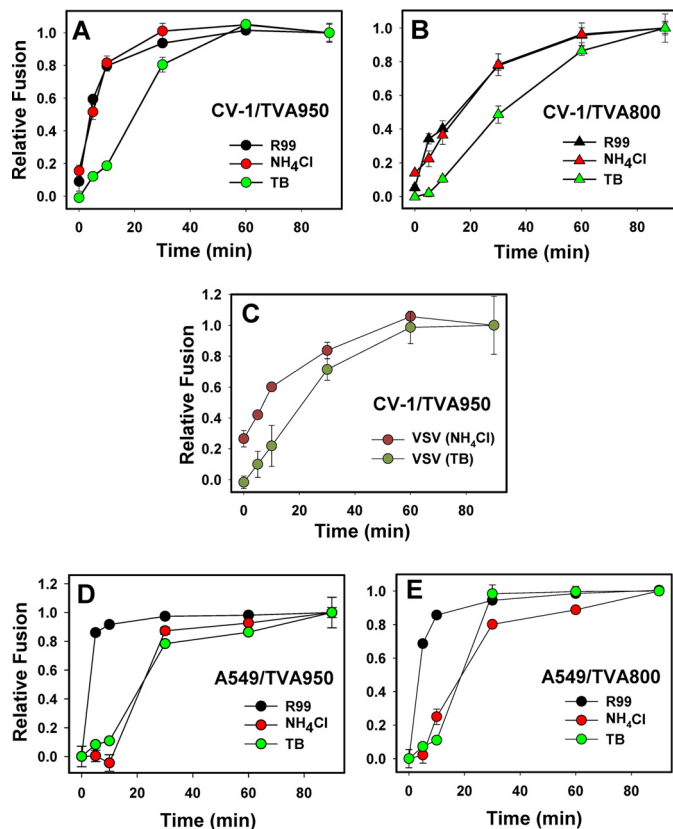 A
B
Relative Fusion
1.0
0.8
0.6
0.4
0.2
0.0
CV-1/TVA950
R99
NH4Cl
TB
0 20 40 60 80
Time (min)
1.0
0.8
0.6
0.4
0.2
0.0
CV-1/TVA800
R99
NH4Cl
TB
0 20 40 60 80
Time (min)
C
Relative Fusion
1.2
1.0
0.8
0.6
0.4
0.2
0.0
CV-1/TVA950
VSV (NH4Cl)
VSV (TB)
0 20 40 60 80
Time (min)
D
Relative Fusion
1.2
1.0
0.8
0.6
0.4
0.2
0.0
A549/TVA950
R99
NH4Cl
TB
0 20 40 60 80
Time (min)
E
1.0
0.8
0.6
0.4
0.2
0.0
A549/TVA800
R99
NH4Cl
TB
0 20 40 60 80
Time (min)